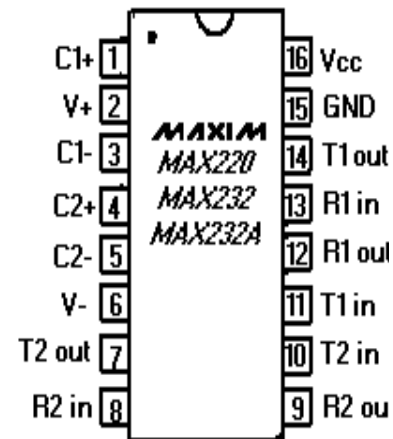 C1+ 1 16 Vcc
V+ 2 15 GND
MAXIM
C1- 3 MAX220 14 T1 out
C2+ 4 MAX232 13 R1 in
MAX232A
C2- 5 12 R1 out
V- 6 11 T1 in
T2 out 7 10 T2 in
R2 in 8 9 R2 ou